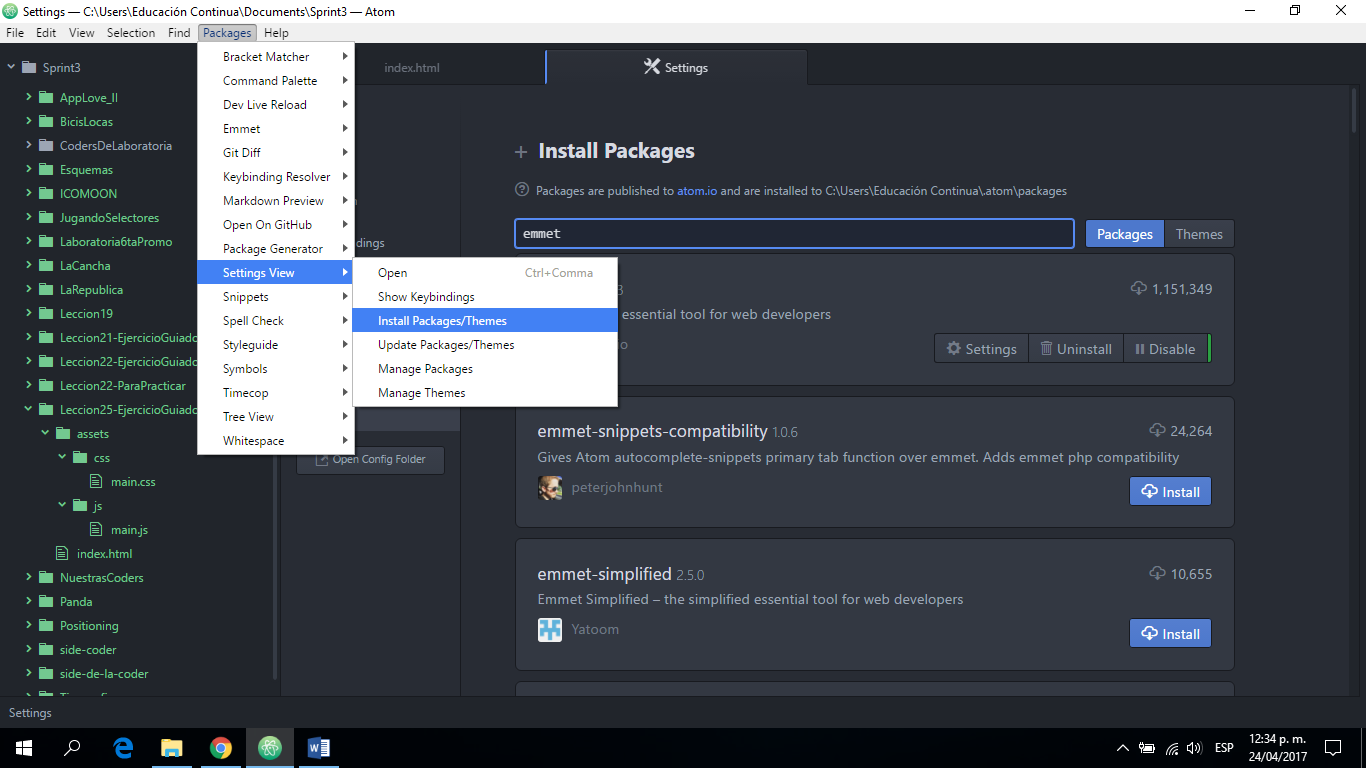 Settings — C:\Users\Educación Continua\Documents\Sprint3 — Atom
File Edit View Selection Find Packages Help
Sprint3
AppLove_II
BicisLocas
CodersDeLaboratoria
Esquemas
ICOMOON
JugandoSelectores
Laboratoria6taPromo
LaCancha
LaRepublica
Leccion19
Leccion21-EjercicioGuiado
Leccion22-EjercicioGuiado
Leccion22-ParaPracticar
Leccion25-EjercicioGuiado
assets
css
main.css
js
main.js
index.html
NuestrasCoders
Panda
Positioning
side-coder
side-de-la-coder
Bracket Matcher
Command Palette
Dev Live Reload
Emmet
Git Diff
Keybinding Resolver
Markdown Preview
Open On GitHub
Package Generator
Settings View
Snippets
Spell Check
Styleguide
Symbols
Timecop
Tree View
Whitespace
Open Ctrl+Comma
Show Keybindings
Install Packages/Themes
Update Packages/Themes
Manage Packages
Manage Themes
dings
Open Config Folder
index.html
Settings
+ Install Packages
? Packages are published to atom.io and are installed to C:\Users\Educación Continua\.atom\packages
emmet Packages Themes
3 1,151,349
essential tool for web developers
io
Settings Uninstall Disable
emmet-snippets-compatibility 1.0.6 24,264
Gives Atom autocomplete-snippets primary tab function over emmet. Adds emmet php compatibility
peterjohnhunt Install
emmet-simplified 2.5.0 10,655
Emmet Simplified – the simplified essential tool for web developers
Yatoom Install
Settings
ESP
12:34 p. m.
24/04/2017